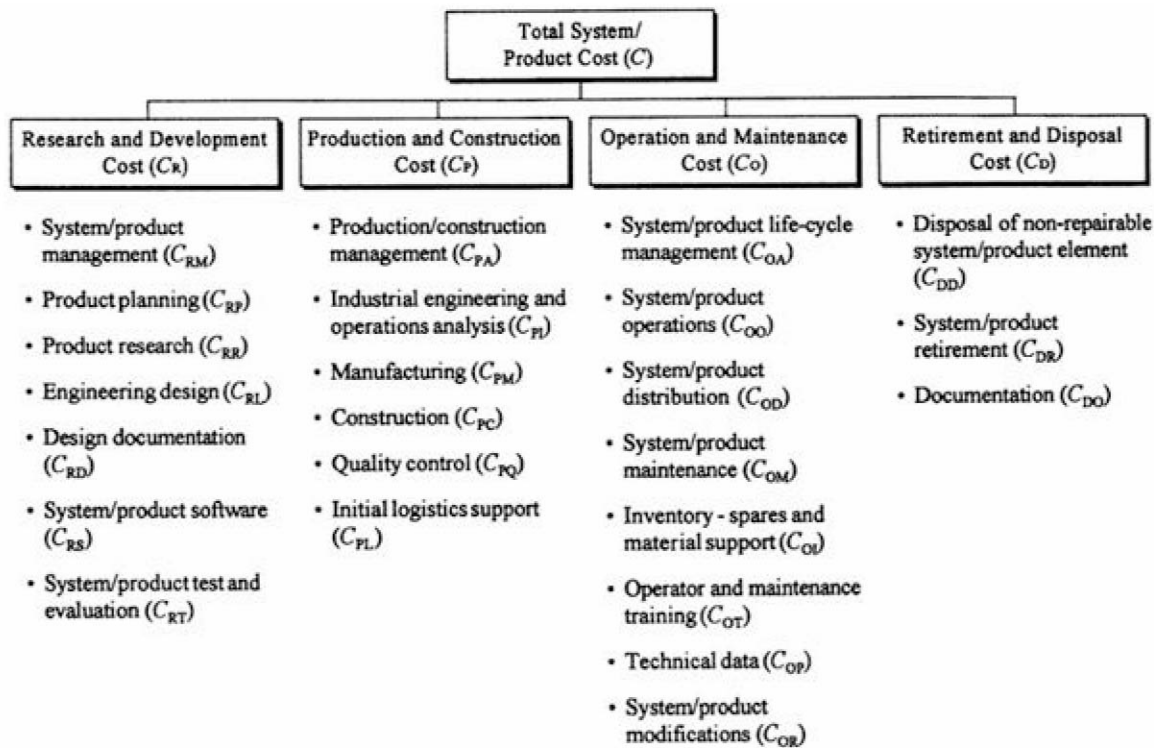 Total System/
Product Cost (C)
Research and Development
Cost (CR)
Production and Construction
Cost (CP)
Operation and Maintenance
Cost (CO)
Retirement and Disposal
Cost (CD)
• System/product
management (CRM)
• Product planning (CRP)
• Product research (CRR)
• Engineering design (CRL)
• Design documentation
(CRD)
• System/product software
(CRS)
• System/product test and
evaluation (CRT)
• Production/construction
management (CPA)
• Industrial engineering and
operations analysis (CPI)
• Manufacturing (CPM)
• Construction (CPC)
• Quality control (CPQ)
• Initial logistics support
(CPL)
• System/product life-cycle
management (COA)
• System/product
operations (COO)
• System/product
distribution (COD)
• System/product
maintenance (COM)
• Inventory - spares and
material support (COI)
• Operator and maintenance
training (COT)
• Technical data (COP)
• System/product
modifications (COR)
• Disposal of non-repairable
system/product element
(CDD)
• System/product
retirement (CDR)
• Documentation (CDO)